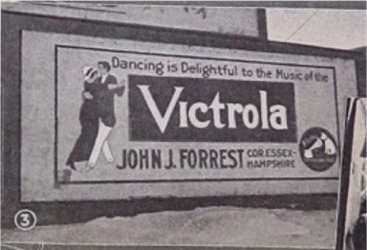 Dancing is Delightful to the Music of the
Victrola
JOHN J. FORREST COR. ESSEX-
HAMPSHIRE
3